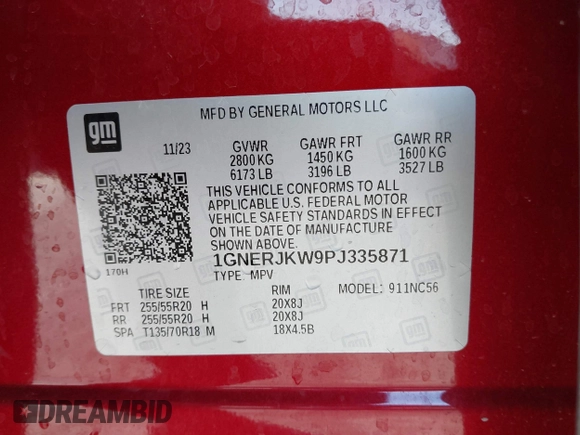 MFD BY GENERAL MOTORS LLC
gm
11/23 GVWR GAWR FRT GAWR RR
2800 KG 1450 KG 1600 KG
6173 LB 3196 LB 3527 LB
THIS VEHICLE CONFORMS TO ALL
APPLICABLE U.S. FEDERAL MOTOR
VEHICLE SAFETY STANDARDS IN EFFECT
ON THE DATE OF MANUFACTURE
SHOWN ABOVE.
170H
1GNERJKW9PJ335871
TYPE: MPV
TIRE SIZE RIM MODEL: 911NC56
FRT 255/55R20 H 20X8J
RR 255/55R20 H 20X8J
SPA T135/70R18 M 18X4.5B
DREAMBID